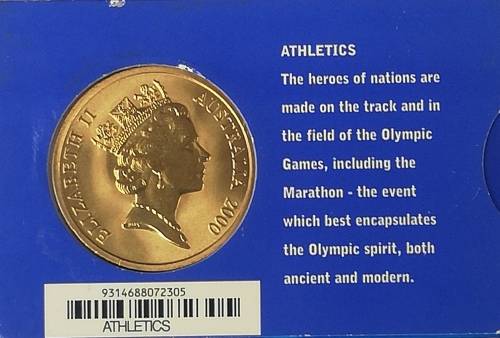 ELIZABETH II
AUSTRALIA 2000
ATHLETICS
The heroes of nations are
made on the track and in
the field of the Olympic
Games, including the
Marathon - the event
which best encapsulates
the Olympic spirit, both
ancient and modern.
9314688072305
ATHLETICS